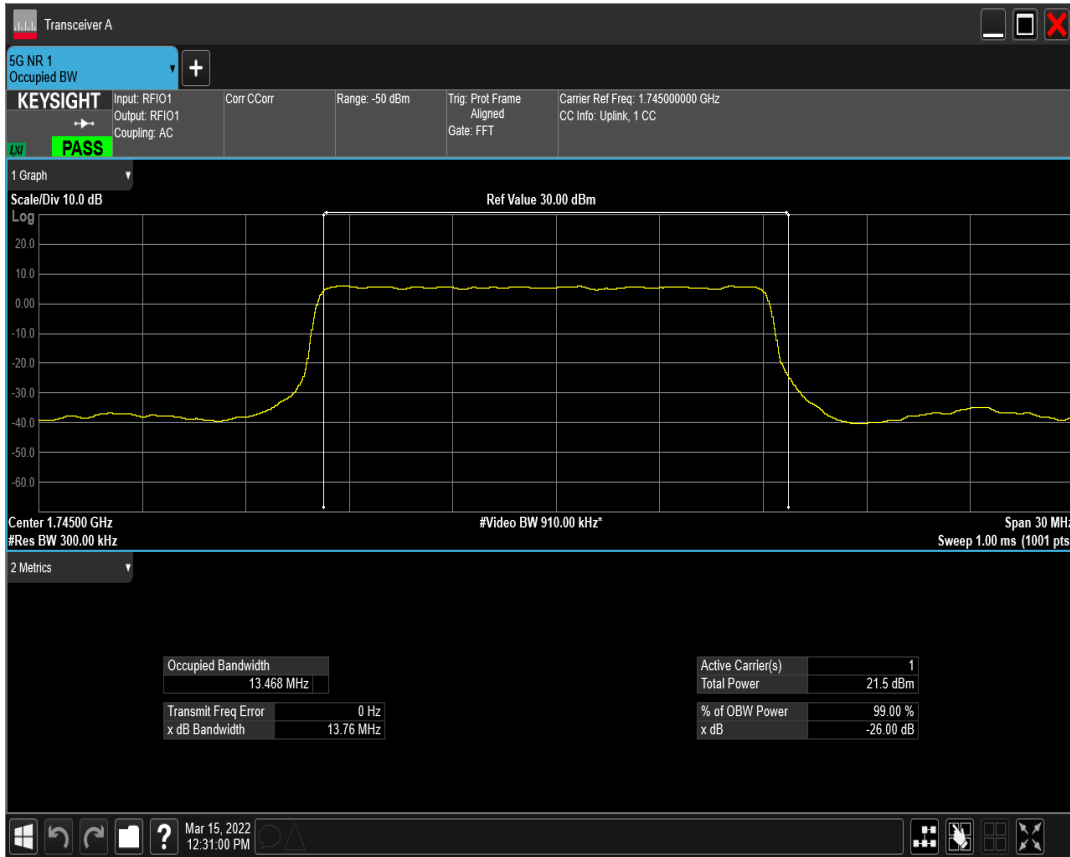 Transceiver A
5G NR 1
Occupied BW
KEYSIGHT
LXI
PASS
Input: RFIO1
Output: RFIO1
Coupling: AC
Corr CCorr
Range: -50 dBm
Trig: Prot Frame
Aligned
Gate: FFT
Carrier Ref Freq: 1.745000000 GHz
CC Info: Uplink, 1 CC
1 Graph
Scale/Div 10.0 dB
Ref Value 30.00 dBm
Log
20.0
10.0
0.00
-10.0
-20.0
-30.0
-40.0
-50.0
-60.0
Center 1.74500 GHz
#Video BW 910.00 kHz*
Span 30 MHz
#Res BW 300.00 kHz
Sweep 1.00 ms (1001 pts
2 Metrics
Occupied Bandwidth
13.468 MHz
Transmit Freq Error 0 Hz
x dB Bandwidth 13.76 MHz
Active Carrier(s) 1
Total Power 21.5 dBm
% of OBW Power 99.00 %
x dB -26.00 dB
?
Mar 15, 2022
12:31:00 PM